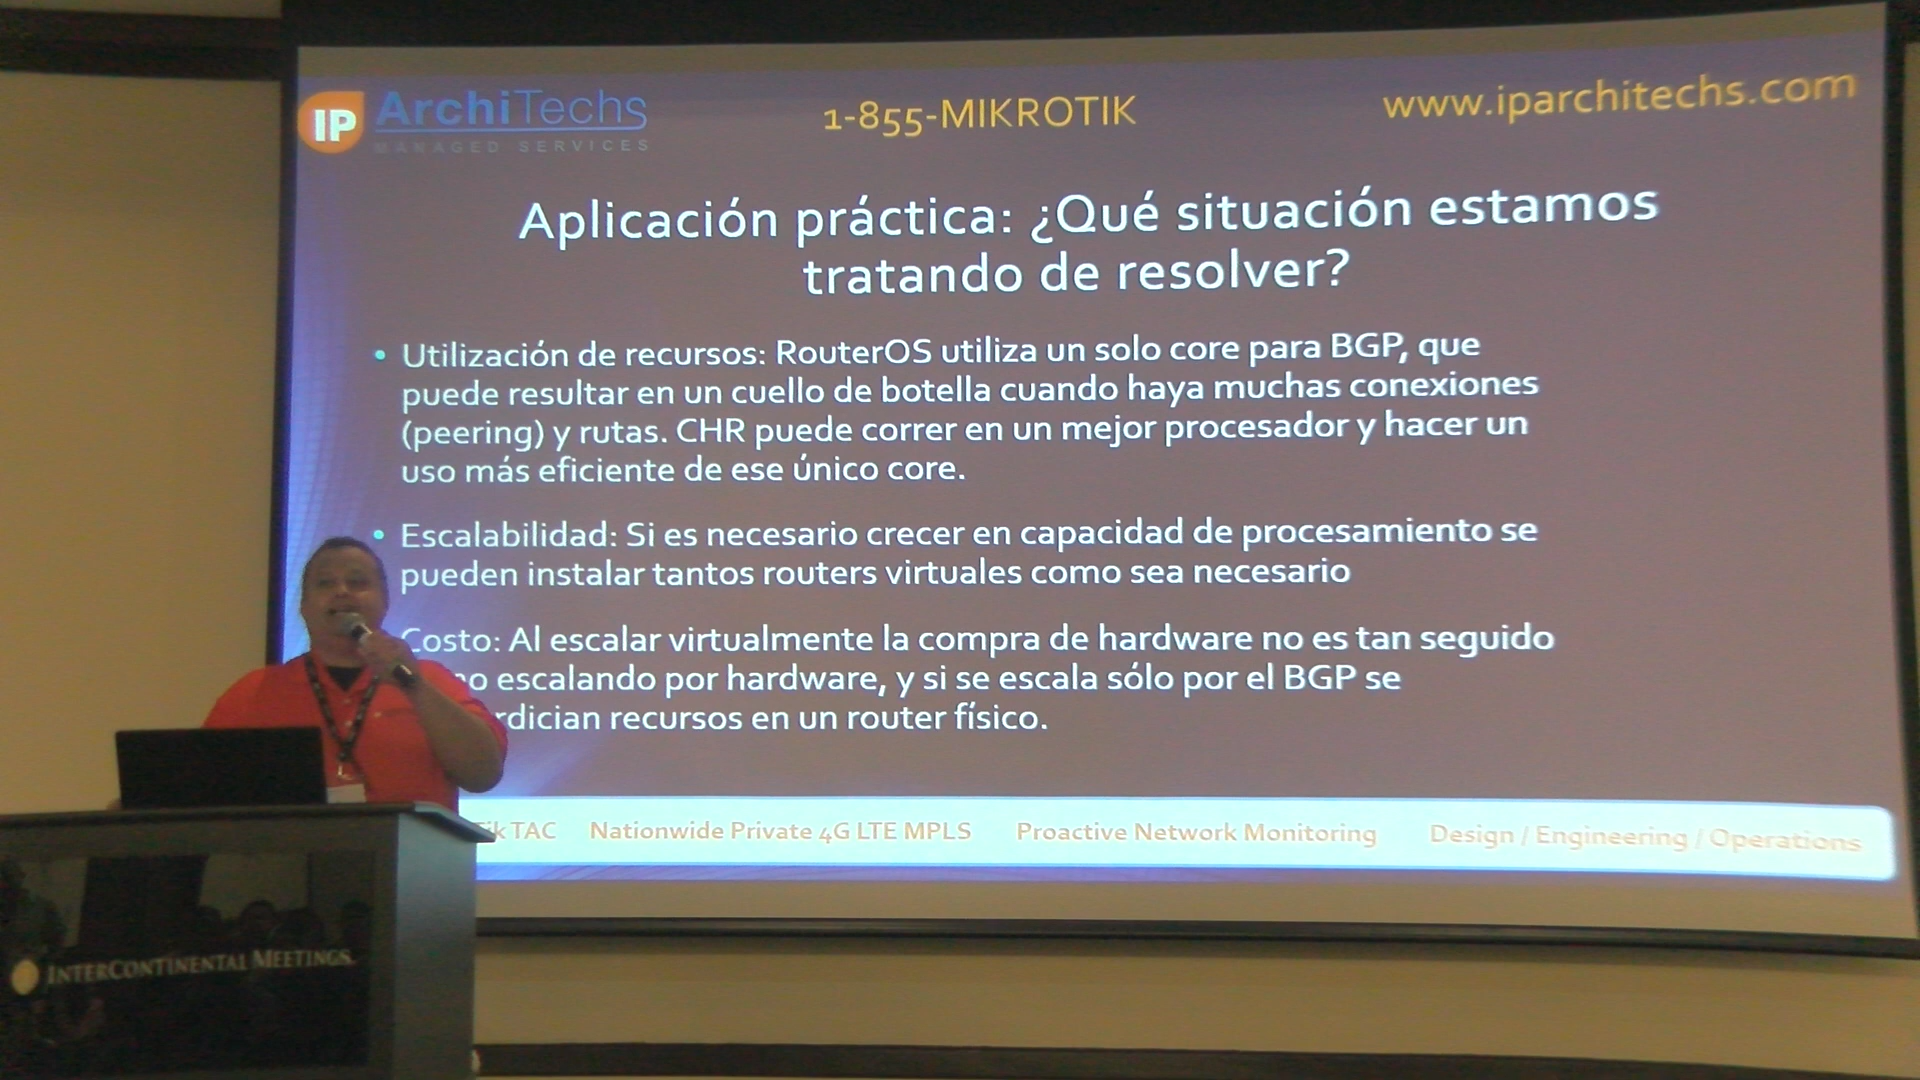 IP ArchiTechs
MANAGED SERVICES
1-855-MIKROTIK
www.iparchitechs.com
Aplicación práctica: ¿Qué situación estamos
tratando de resolver?
• Utilización de recursos: RouterOS utiliza un solo core para BGP, que
puede resultar en un cuello de botella cuando haya muchas conexiones
(peering) y rutas. CHR puede correr en un mejor procesador y hacer un
uso más eficiente de ese único core.
• Escalabilidad: Si es necesario crecer en capacidad de procesamiento se
pueden instalar tantos routers virtuales como sea necesario
Costo: Al escalar virtualmente la compra de hardware no es tan seguido
escalando por hardware, y si se escala sólo por el BGP se
rdician recursos en un router físico.
TAC Nationwide Private 4G LTE MPLS Proactive Network Monitoring Design / Engineering / Operations
INTERCONTINENTAL MEETINGS